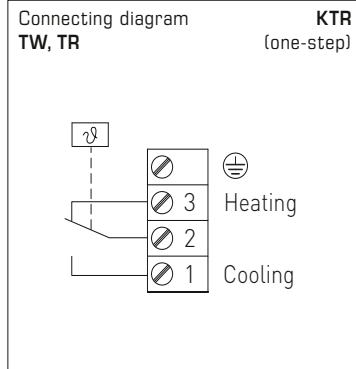 Connecting diagram KTR
TW, TR (one-step)
ϑ
3 Heating
2
1 Cooling